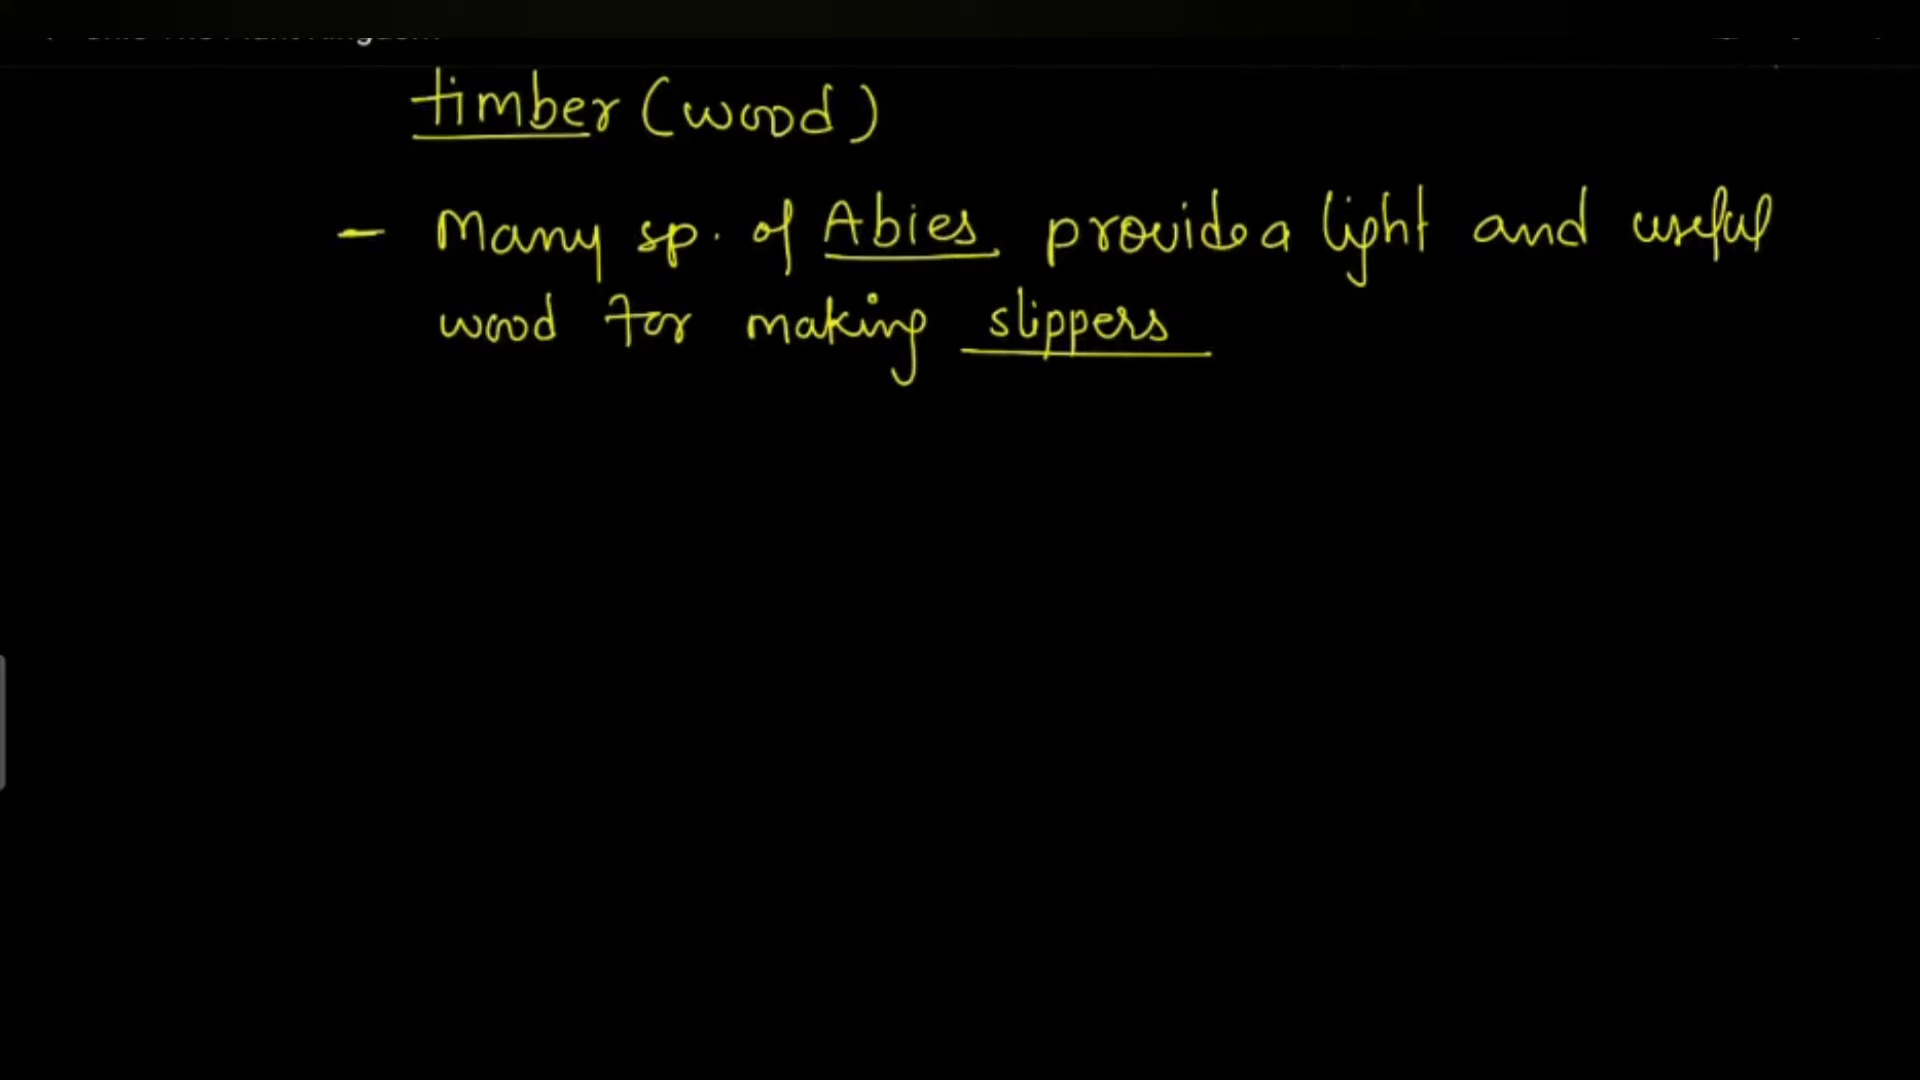 timber (wood)
- Many sp. of Abies provide a light and useful
wood for making slippers